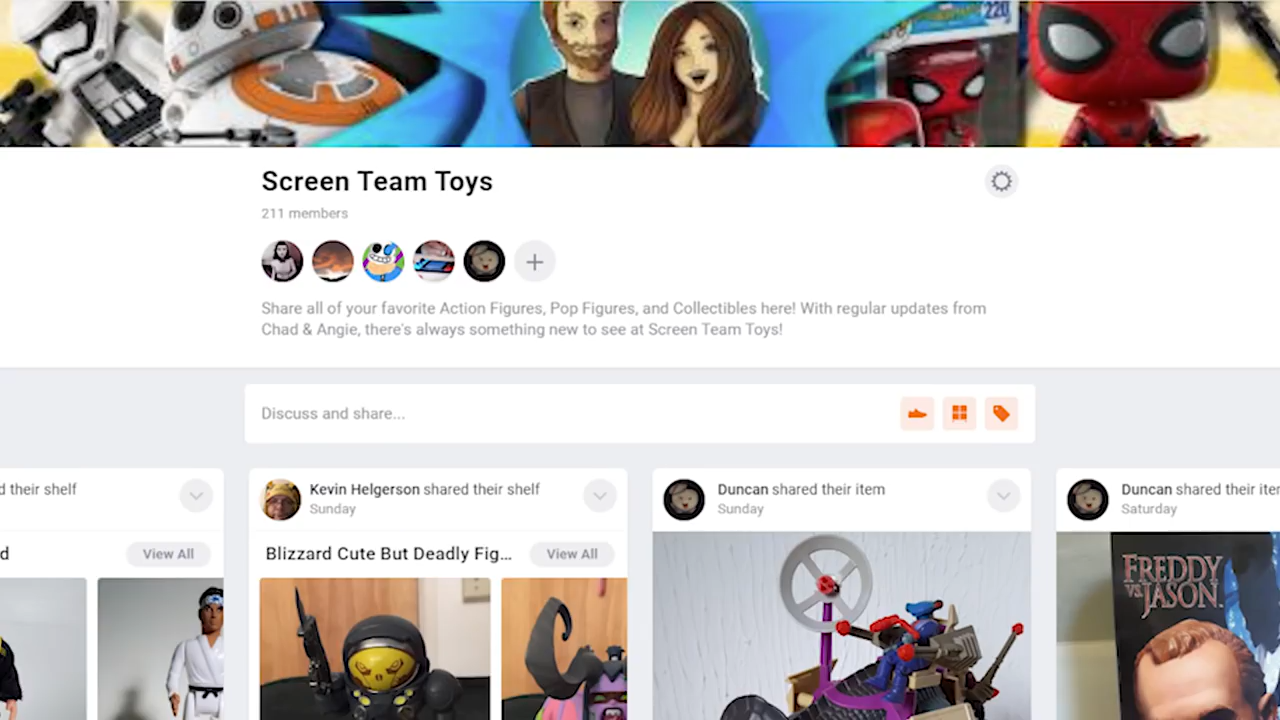 220
Screen Team Toys
211 members
Share all of your favorite Action Figures, Pop Figures, and Collectibles here! With regular updates from
Chad & Angie, there's always something new to see at Screen Team Toys!
Discuss and share...
d their shelf
Kevin Helgerson shared their shelf
Sunday
Duncan shared their item
Sunday
Duncan shared their iter
Saturday
d
View All
Blizzard Cute But Deadly Fig...
View All
FREDDY
VS.
JASON